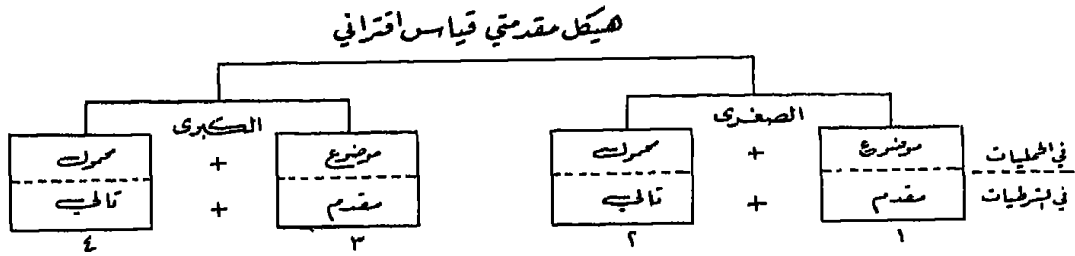 هيكل مقدمتي قياس اقتراني
الصغرى الكبرى
في الحمليات موضوع + محمول موضوع + محمول
في الشرطيات مقدم + تالي مقدم + تالي
١ ٢ ٣ ٤